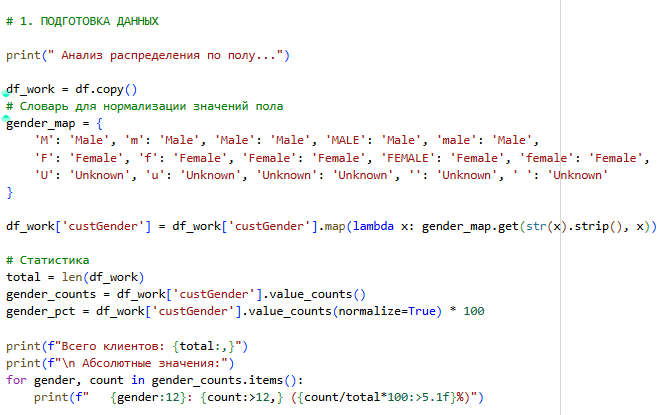 # 1. ПОДГОТОВКА ДАННЫХ
print(" Анализ распределения по полу...")
df_work = df.copy()
# Словарь для нормализации значений пола
gender_map = {
    'M': 'Male', 'm': 'Male', 'Male': 'Male', 'MALE': 'Male', 'male': 'Male',
    'F': 'Female', 'f': 'Female', 'Female': 'Female', 'FEMALE': 'Female', 'female': 'Female',
    'U': 'Unknown', 'u': 'Unknown', 'Unknown': 'Unknown', '': 'Unknown', ' ': 'Unknown'
}
df_work['custGender'] = df_work['custGender'].map(lambda x: gender_map.get(str(x).strip(), x))
# Статистика
total = len(df_work)
gender_counts = df_work['custGender'].value_counts()
gender_pct = df_work['custGender'].value_counts(normalize=True) * 100
print(f"Всего клиентов: {total:,}")
print(f"\n Абсолютные значения:")
for gender, count in gender_counts.items():
    print(f"   {gender:12}: {count:>12,} ({count/total*100:>5.1f}%)")